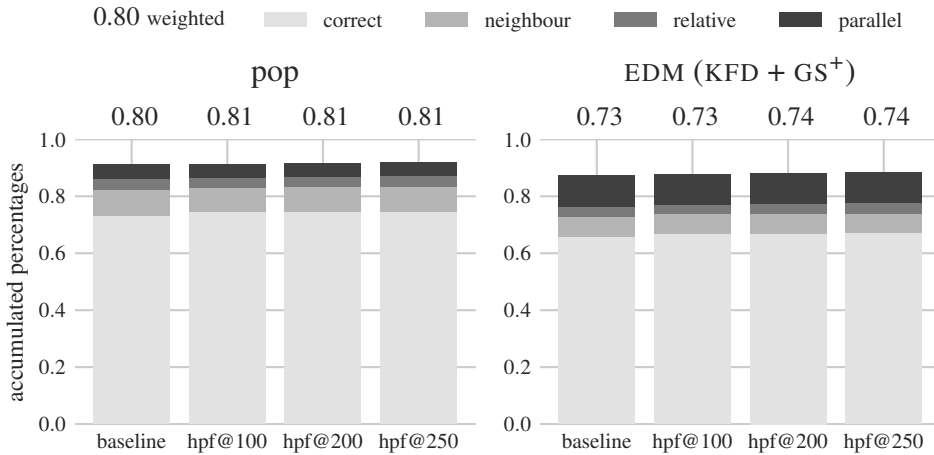 0.80 weighted correct neighbour relative parallel
pop
EDM (KFD + GS⁺)
0.80 0.81 0.81 0.81
0.73 0.73 0.74 0.74
accumulated percentages
1.0
0.8
0.6
0.4
0.2
0.0
1.0
0.8
0.6
0.4
0.2
0.0
baseline hpf@100 hpf@200 hpf@250
baseline hpf@100 hpf@200 hpf@250